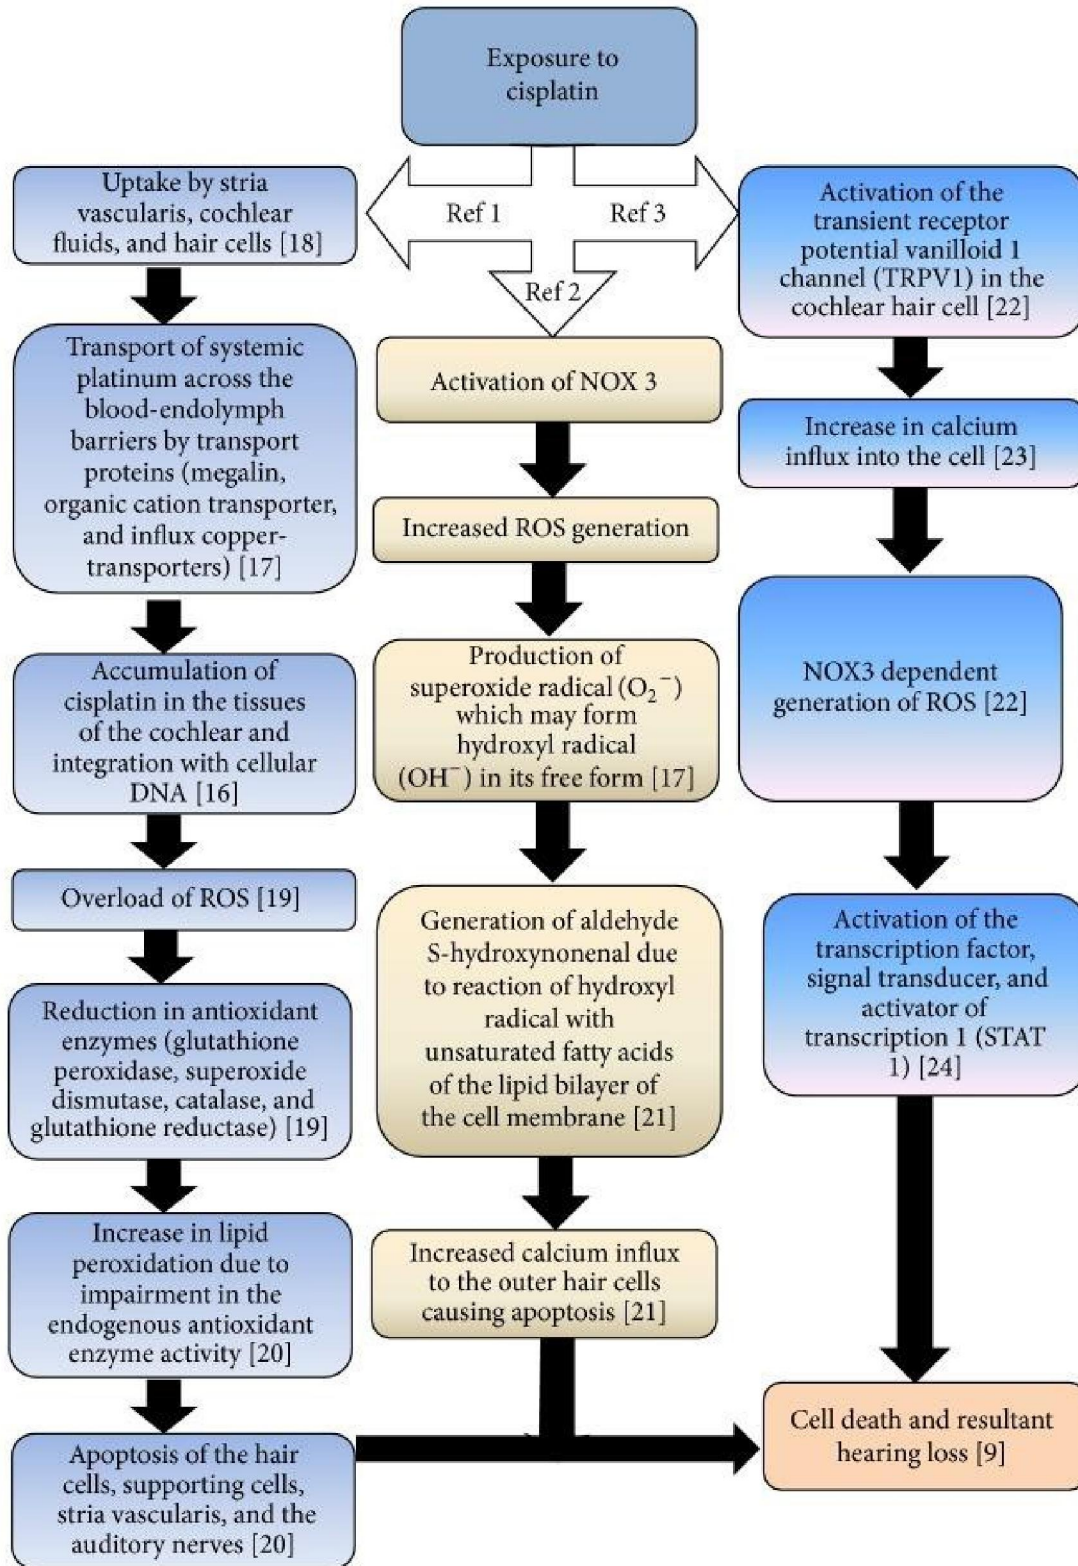 Exposure to
cisplatin
Ref 1
Ref 3
Ref 2
Uptake by stria
vascularis, cochlear
fluids, and hair cells [18]
Transport of systemic
platinum across the
blood-endolymph
barriers by transport
proteins (megalin,
organic cation transporter,
and influx copper-
transporters) [17]
Accumulation of
cisplatin in the tissues
of the cochlear and
integration with cellular
DNA [16]
Overload of ROS [19]
Reduction in antioxidant
enzymes (glutathione
peroxidase, superoxide
dismutase, catalase, and
glutathione reductase) [19]
Increase in lipid
peroxidation due to
impairment in the
endogenous antioxidant
enzyme activity [20]
Apoptosis of the hair
cells, supporting cells,
stria vascularis, and the
auditory nerves [20]
Activation of NOX 3
Increased ROS generation
Production of
superoxide radical (O₂⁻)
which may form
hydroxyl radical
(OH⁻) in its free form [17]
Generation of aldehyde
S-hydroxynonenal due
to reaction of hydroxyl
radical with
unsaturated fatty acids
of the lipid bilayer of
the cell membrane [21]
Increased calcium influx
to the outer hair cells
causing apoptosis [21]
Activation of the
transient receptor
potential vanilloid 1
channel (TRPV1) in the
cochlear hair cell [22]
Increase in calcium
influx into the cell [23]
NOX3 dependent
generation of ROS [22]
Activation of the
transcription factor,
signal transducer, and
activator of
transcription 1 (STAT
1) [24]
Cell death and resultant
hearing loss [9]